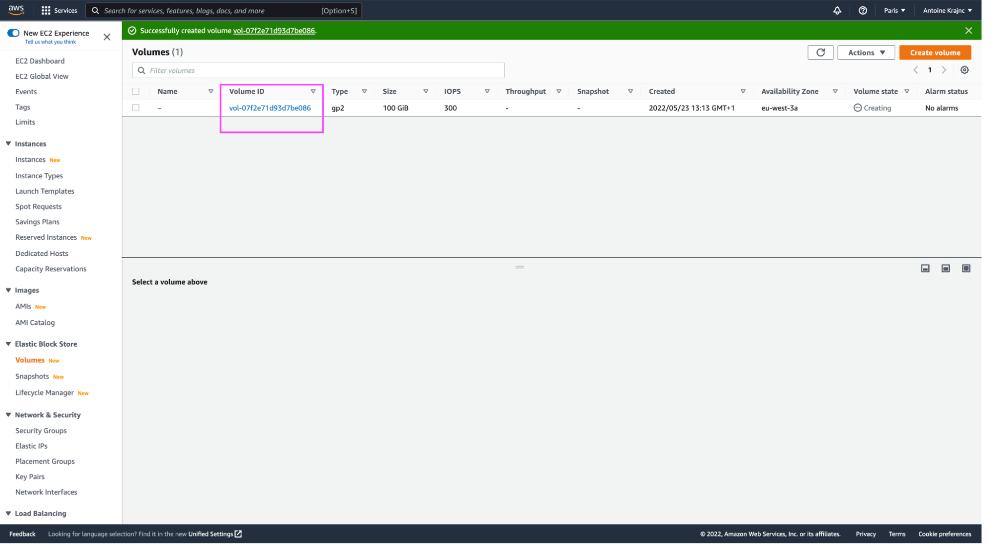 aws Services Search for services, features, blogs, docs, and more [Option+S] Paris Antoine Krajnc
New EC2 Experience
Tell us what you think
EC2 Dashboard
EC2 Global View
Events
Tags
Limits
Instances
Instances New
Instance Types
Launch Templates
Spot Requests
Savings Plans
Reserved Instances New
Dedicated Hosts
Capacity Reservations
Images
AMIs New
AMI Catalog
Elastic Block Store
Volumes New
Snapshots New
Lifecycle Manager New
Network & Security
Security Groups
Elastic IPs
Placement Groups
Key Pairs
Network Interfaces
Load Balancing
Successfully created volume vol-07f2e71d93d7be086.
Volumes (1) Actions Create volume
Filter volumes 1
Name Volume ID Type Size IOPS Throughput Snapshot Created Availability Zone Volume state Alarm status
– vol-07f2e71d93d7be086 gp2 100 GiB 300 - - 2022/05/23 13:13 GMT+1 eu-west-3a Creating No alarms
Select a volume above
Feedback Looking for language selection? Find it in the new Unified Settings © 2022, Amazon Web Services, Inc. or its affiliates. Privacy Terms Cookie preferences